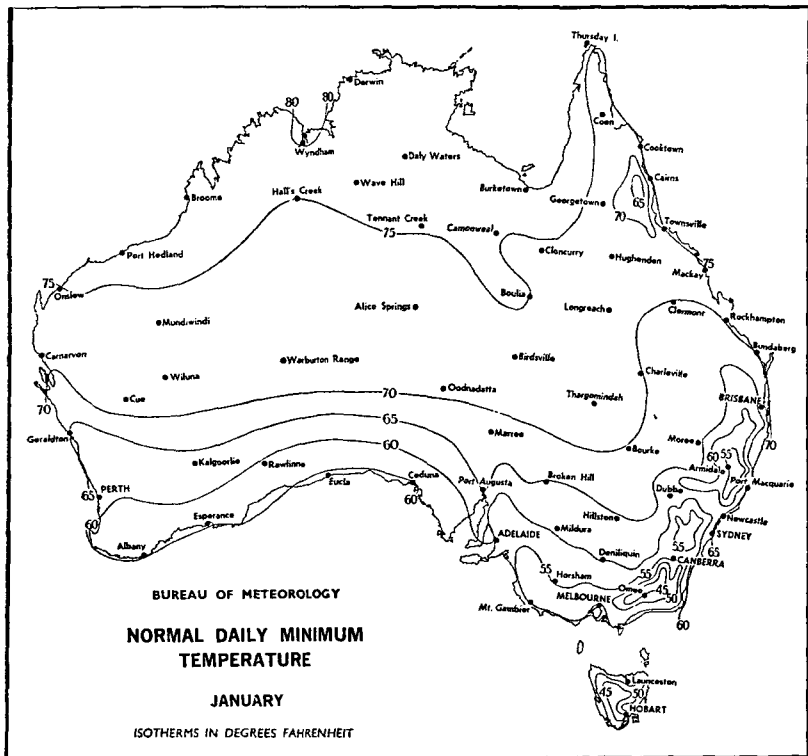 Thursday I.
Darwin
80
80
Coen
Wyndham
Daly Waters
Cooktown
Wave Hill
Cairns
Burketown
Hall's Creek
65
Broome
Georgetown
70
Tennant Creek
Townsville
Camooweal
75
Cloncurry
Port Hedland
Hughenden
75
Mackay
75
Onslow
Boulia
Alice Springs
Longreach
Clermont
Mundiwindi
Rockhampton
Carnarvon
Warburton Range
Birdsville
Bundaberg
Wiluna
Charleville
Cue
Oodnadatta
70
Thargomindah
BRISBANE
70
65
Geraldton
Marree
Moree
70
60
Bourke
60
55
Kalgoorlie
Rawlinna
Armidale
Ceduna
Port Augusta
Broken Hill
Port Macquarie
65
PERTH
Dubbo
60
60
Eucla
Hillston
Newcastle
Esperance
Mildura
SYDNEY
ADELAIDE
55
65
Albany
Deniliquin
CANBERRA
55
Horsham
55
Omeo
45
50
MELBOURNE
Mt. Gambier
60
BUREAU OF METEOROLOGY
NORMAL DAILY MINIMUM
TEMPERATURE
JANUARY
ISOTHERMS IN DEGREES FAHRENHEIT
Launceston
45
50
HOBART